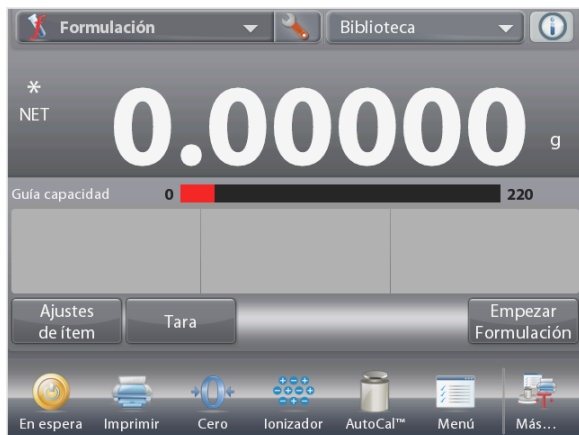 Formulación
Biblioteca
*
NET
0.00000 g
Guía capacidad 0 220
Ajustes
de ítem
Tara
Empezar
Formulación
En espera
Imprimir
Cero
Ionizador
AutoCal™
Menú
Más...